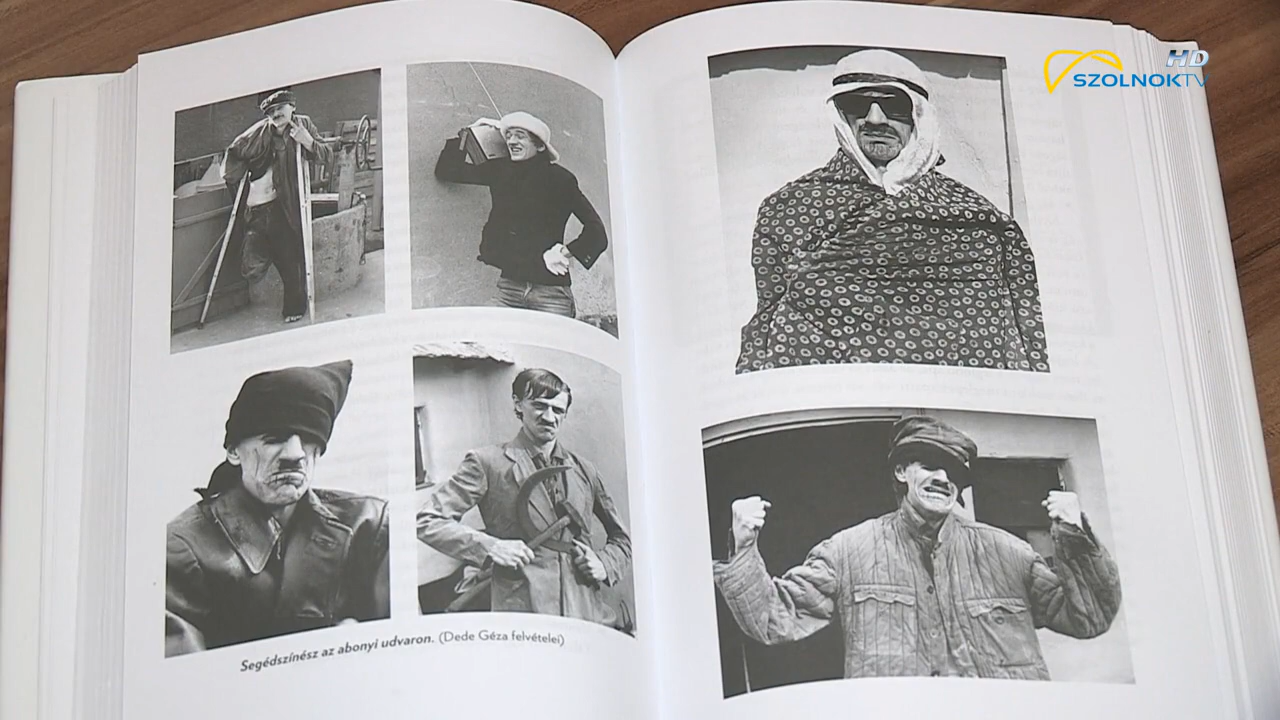 HD
SZOLNOKTV
Segédszínész az abonyi udvaron. (Dede Géza felvételei)